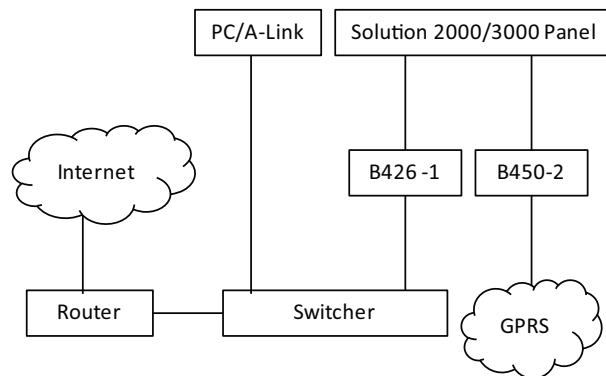 PC/A-Link
Solution 2000/3000 Panel
Internet
B426 -1
B450-2
Router
Switcher
GPRS